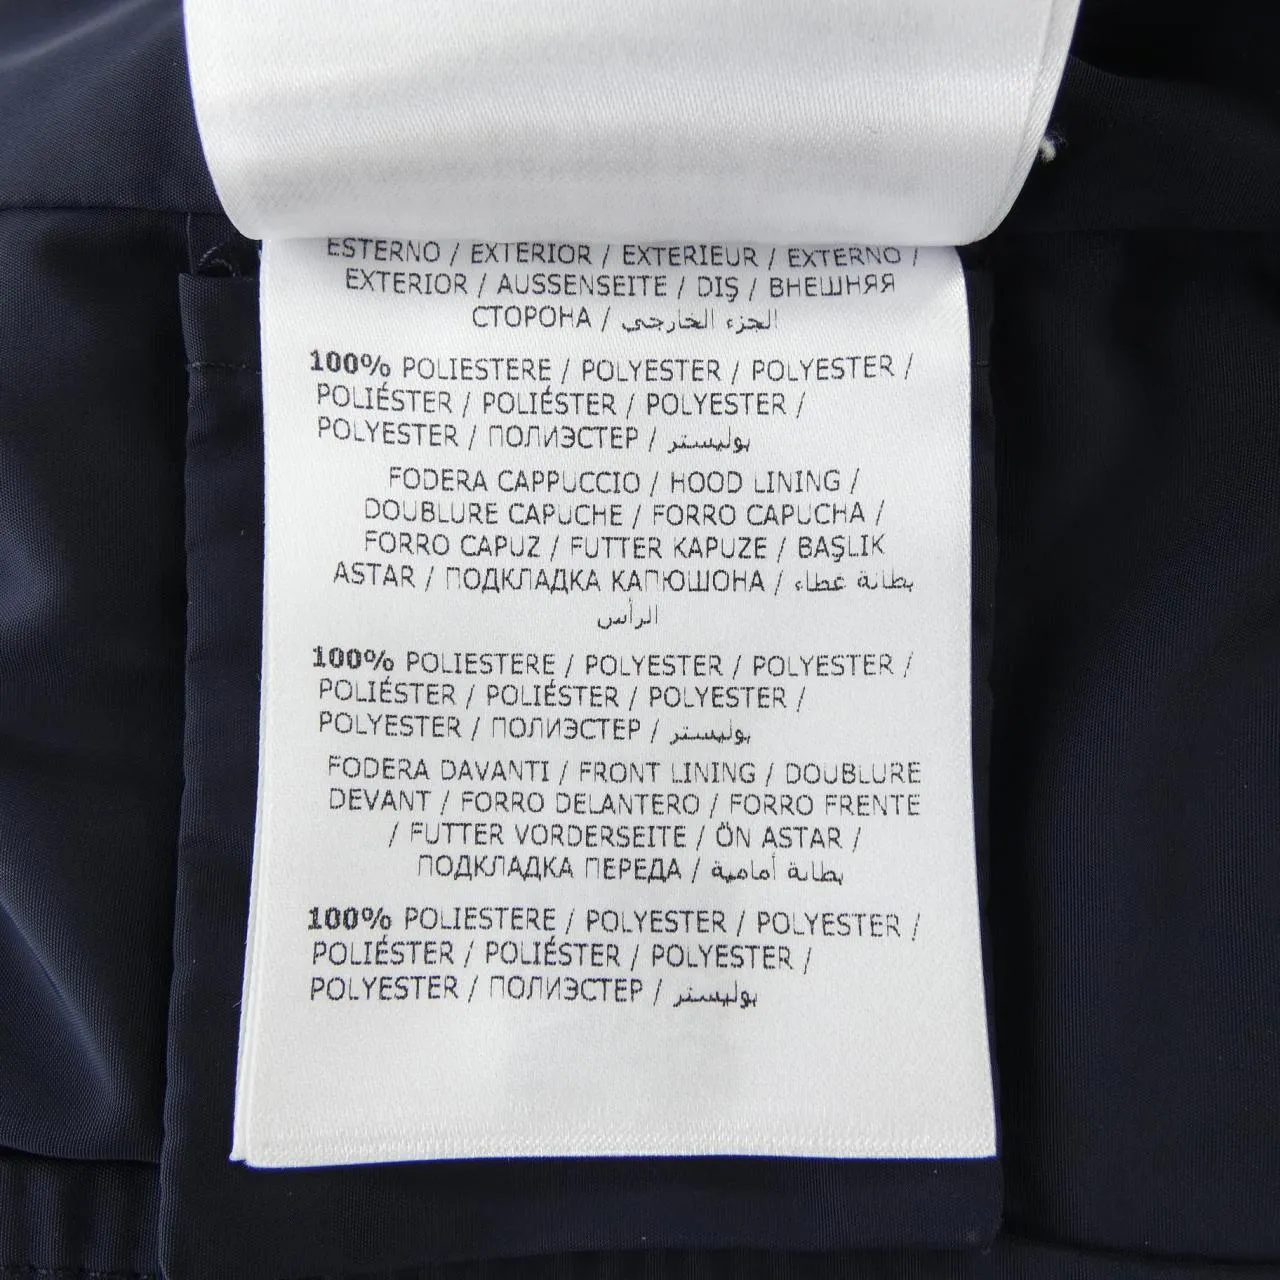 ESTERNO / EXTERIOR / EXTERIEUR / EXTERNO /
EXTERIOR / AUSSENSEITE / DIŞ / ВНЕШНЯЯ
СТОРОНА / الجزء الخارجي
100% POLIESTERE / POLYESTER / POLYESTER /
POLIÉSTER / POLIÉSTER / POLYESTER /
POLYESTER / ПОЛИЭСТЕР / بوليستر
FODERA CAPPUCCIO / HOOD LINING /
DOUBLURE CAPUCHE / FORRO CAPUCHA /
FORRO CAPUZ / FUTTER KAPUZE / BAŞLIK
ASTAR / ПОДКЛАДКА КАПЮШОНА / بطانة غطاء
الرأس
100% POLIESTERE / POLYESTER / POLYESTER /
POLIÉSTER / POLIÉSTER / POLYESTER /
POLYESTER / ПОЛИЭСТЕР / بوليستر
FODERA DAVANTI / FRONT LINING / DOUBLURE
DEVANT / FORRO DELANTERO / FORRO FRENTE
/ FUTTER VORDERSEITE / ÖN ASTAR /
ПОДКЛАДКА ПЕРЕДА / بطانة أمامية
100% POLIESTERE / POLYESTER / POLYESTER /
POLIÉSTER / POLIÉSTER / POLYESTER /
POLYESTER / ПОЛИЭСТЕР / بوليستر